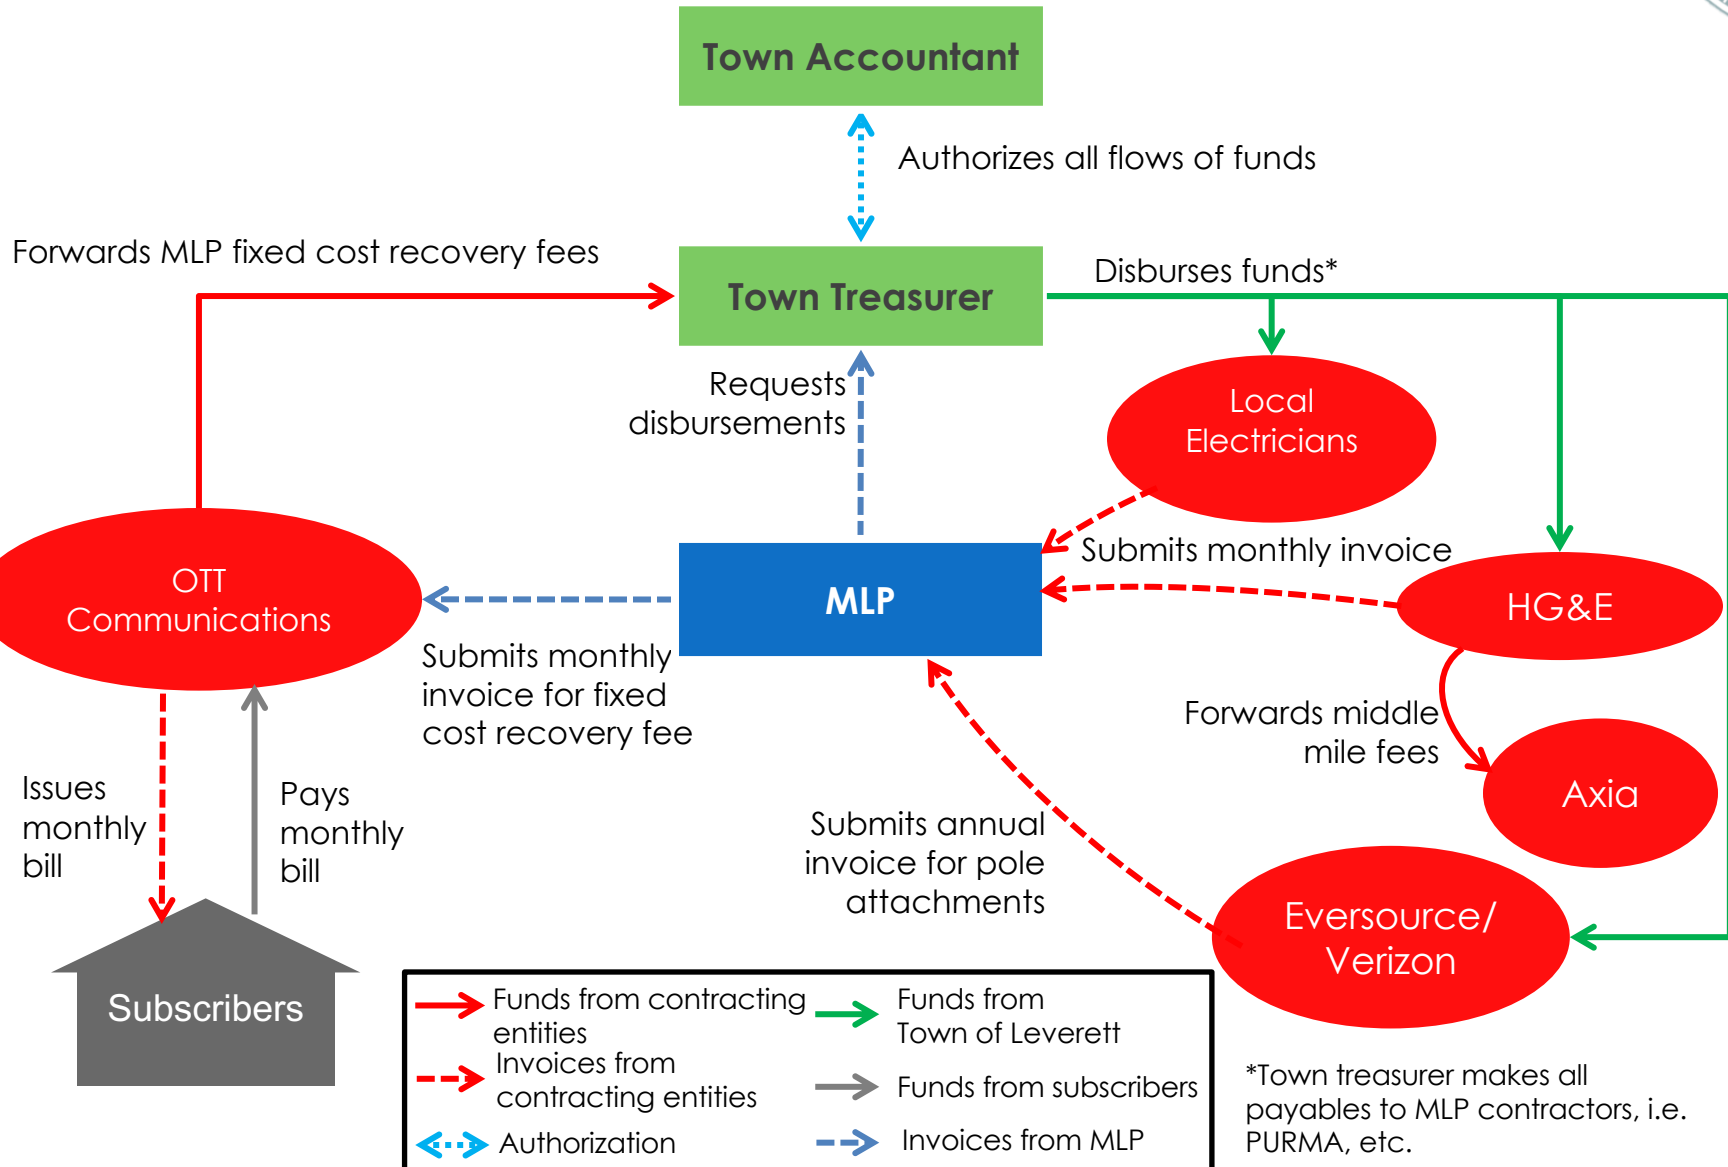 Town Accountant
Authorizes all flows of funds
Forwards MLP fixed cost recovery fees
Town Treasurer
Disburses funds*
Requests
disbursements
Local
Electricians
Submits monthly invoice
OTT
Communications
MLP
HG&E
Submits monthly
invoice for fixed
cost recovery fee
Forwards middle
mile fees
Axia
Issues
monthly
bill
Pays
monthly
bill
Submits annual
invoice for pole
attachments
Eversource/
Verizon
Subscribers
Funds from contracting
entities
Invoices from
contracting entities
Authorization
Funds from
Town of Leverett
Funds from subscribers
Invoices from MLP
*Town treasurer makes all
payables to MLP contractors, i.e.
PURMA, etc.